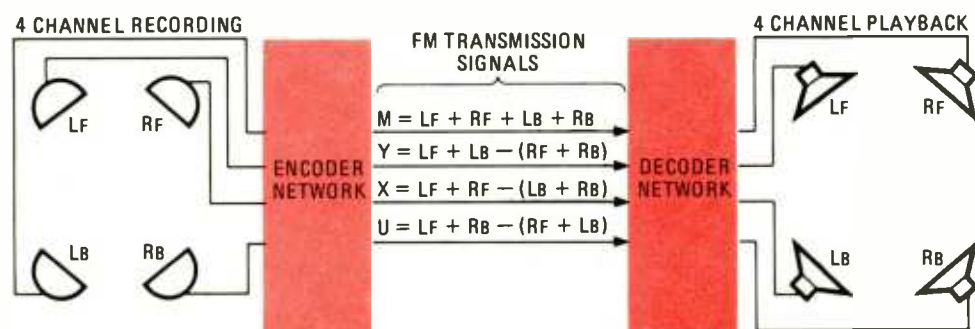 4 CHANNEL RECORDING
FM TRANSMISSION
SIGNALS
4 CHANNEL PLAYBACK
LF
RF
LB
RB
ENCODER
NETWORK
M = LF + RF + LB + RB
Y = LF + LB − (RF + RB)
X = LF + RF − (LB + RB)
U = LF + RB − (RF + LB)
DECODER
NETWORK
LF
RF
LB
RB